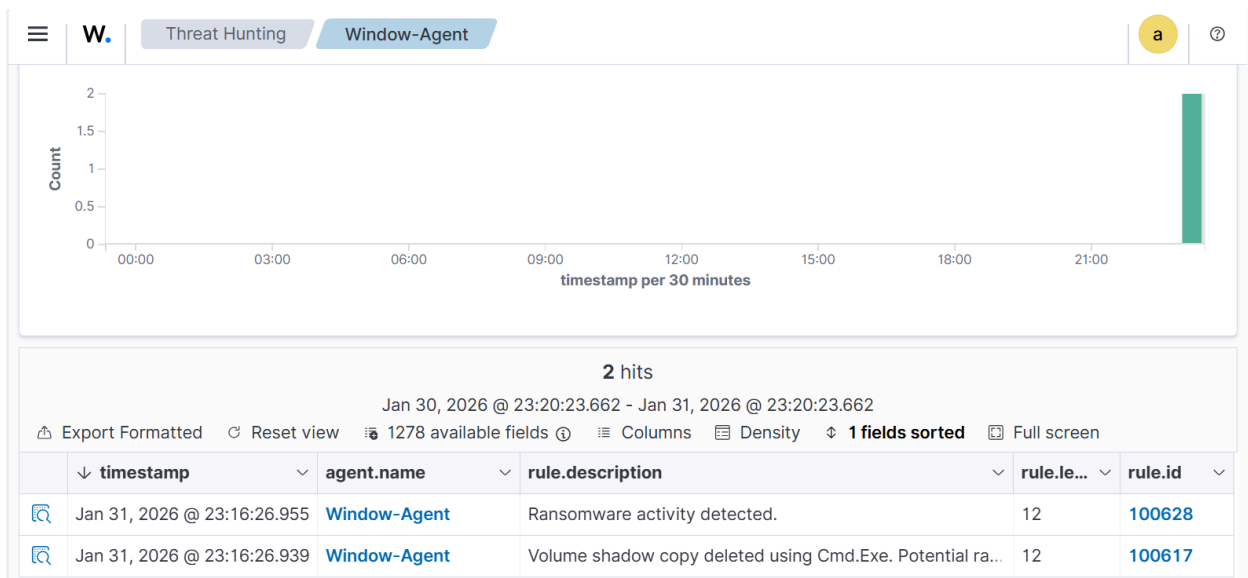 W. Threat Hunting Window-Agent a
2
1.5
1
0.5
0
Count
00:00 03:00 06:00 09:00 12:00 15:00 18:00 21:00
timestamp per 30 minutes
2 hits
Jan 30, 2026 @ 23:20:23.662 - Jan 31, 2026 @ 23:20:23.662
Export Formatted Reset view 1278 available fields Columns Density 1 fields sorted Full screen
timestamp agent.name rule.description rule.le... rule.id
Jan 31, 2026 @ 23:16:26.955 Window-Agent Ransomware activity detected. 12 100628
Jan 31, 2026 @ 23:16:26.939 Window-Agent Volume shadow copy deleted using Cmd.Exe. Potential ra... 12 100617